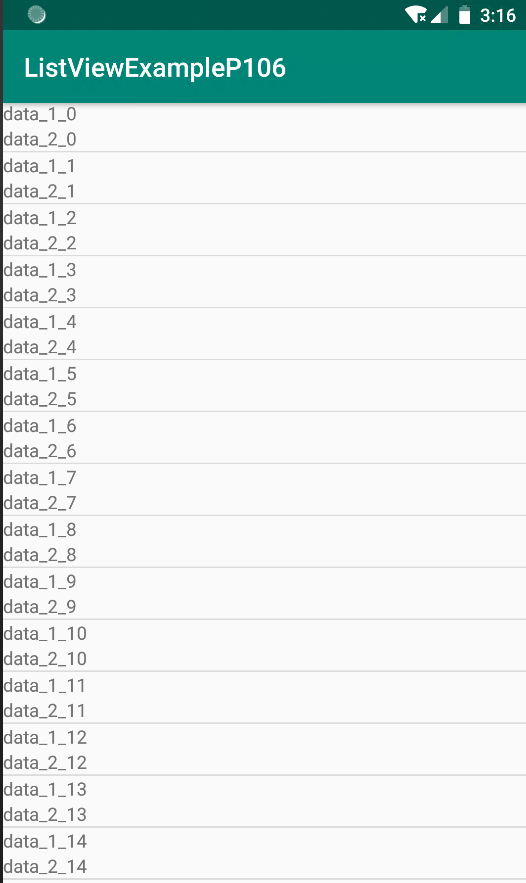 3:16
ListViewExampleP106
data_1_0
data_2_0
data_1_1
data_2_1
data_1_2
data_2_2
data_1_3
data_2_3
data_1_4
data_2_4
data_1_5
data_2_5
data_1_6
data_2_6
data_1_7
data_2_7
data_1_8
data_2_8
data_1_9
data_2_9
data_1_10
data_2_10
data_1_11
data_2_11
data_1_12
data_2_12
data_1_13
data_2_13
data_1_14
data_2_14